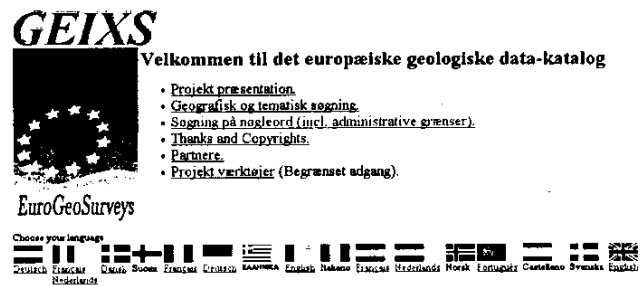 GEIXS
Velkommen til det europæiske geologiske data-katalog
• Projekt præsentation.
• Geografisk og tematisk søgning.
• Søgning på nøgleord (incl. administrative grænser).
• Thanks and Copyrights.
• Partnere.
• Projekt værktøjer (Begrænset adgang).
EuroGeoSurveys
Choose your language
Deutsch Français Dansk Suomi Français Deutsch ΕΛΛΗΝΙΚΑ English Italiano Français Nederlands Norsk Português Castellano Svenska English
Nederlands